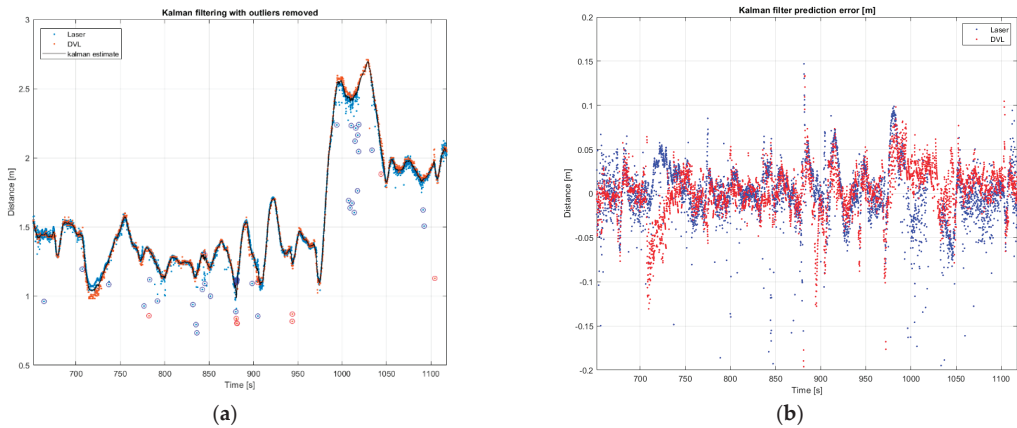 Kalman filtering with outliers removed
Laser
DVL
kalman estimate
Distance [m]
3
2.5
2
1.5
1
0.5
700 750 800 850 900 950 1000 1050 1100
Time [s]
(a)
Kalman filter prediction error [m]
Laser
DVL
Distance [m]
0.2
0.15
0.1
0.05
0
-0.05
-0.1
-0.15
-0.2
700 750 800 850 900 950 1000 1050 1100
Time [s]
(b)